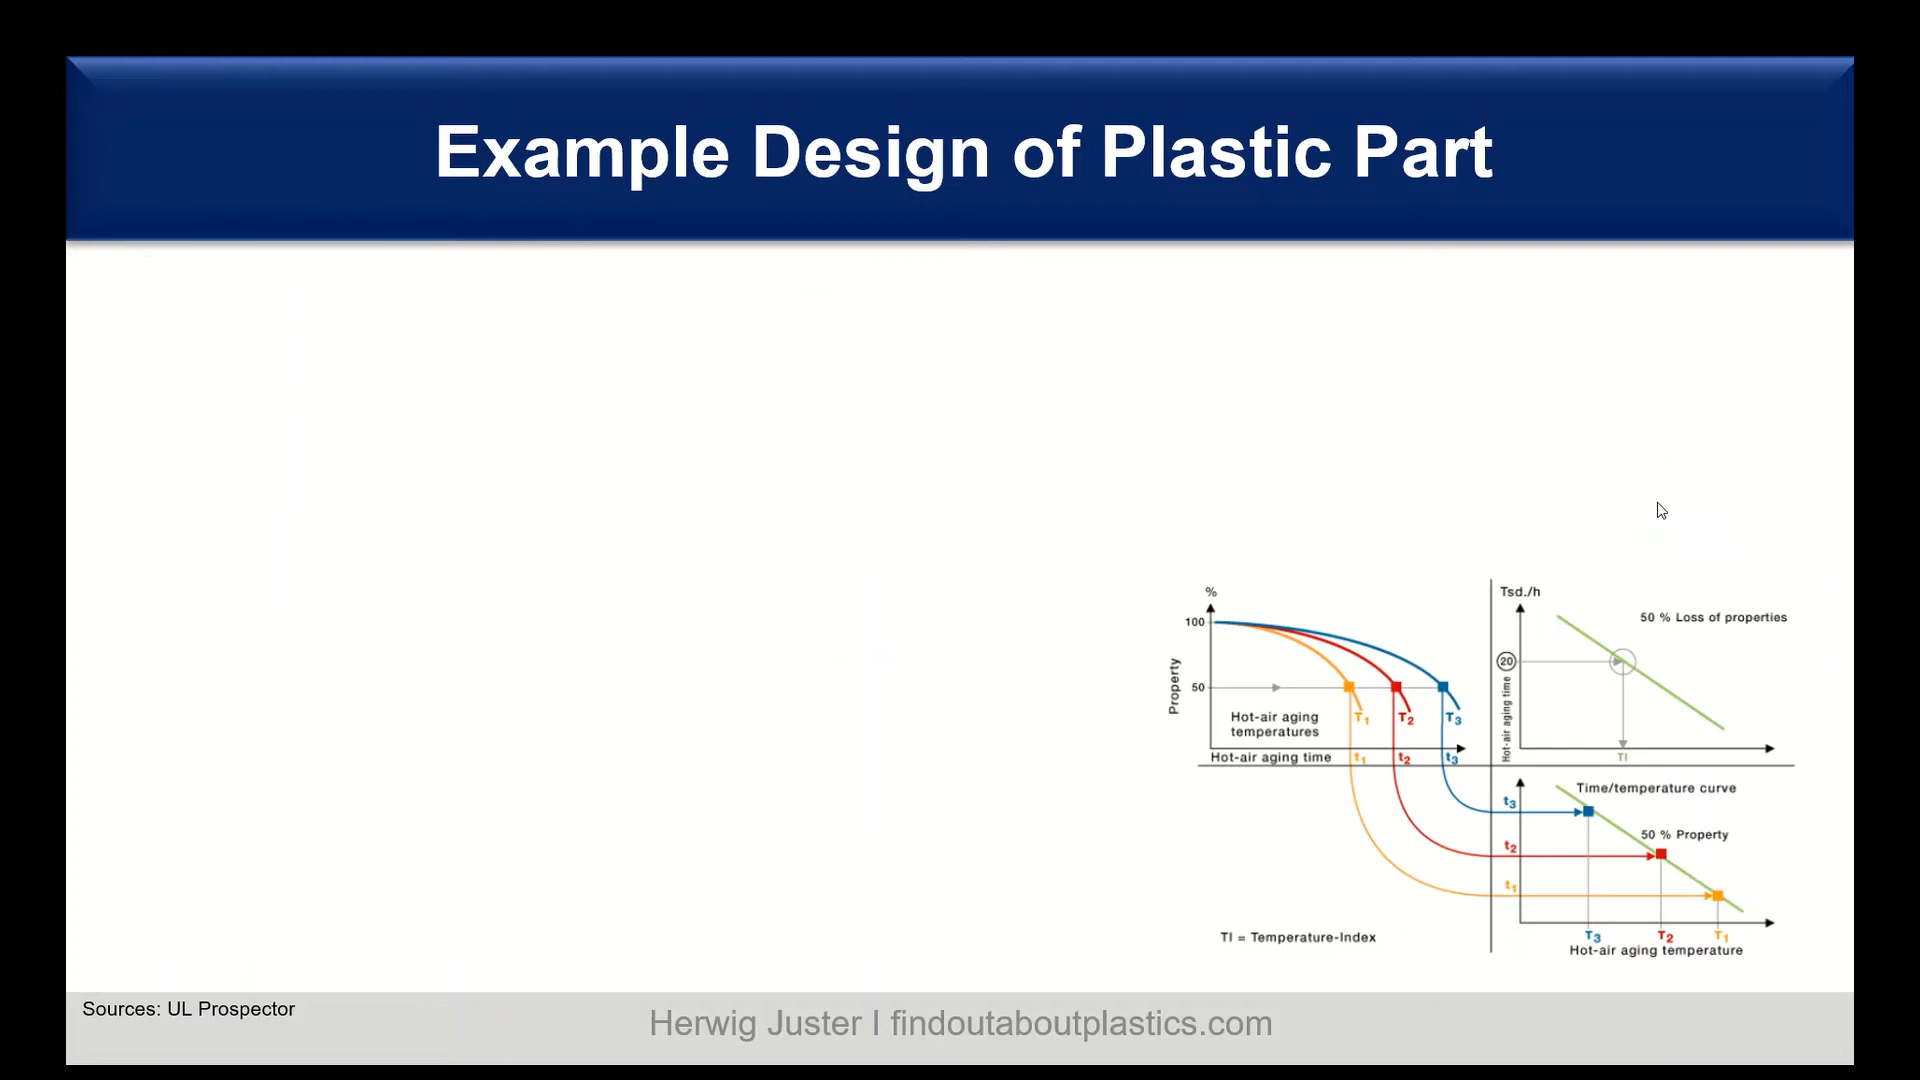 Example Design of Plastic Part
%
100
Property
50
Hot-air aging
temperatures
T1
T2
T3
Hot-air aging time
t1
t2
t3
Tsd./h
50 % Loss of properties
20
Hot-air aging time
TI
Time/temperature curve
t3
50 % Property
t2
t1
T3
T2
T1
Hot-air aging temperature
TI = Temperature-Index
Sources: UL Prospector
Herwig Juster I findoutaboutplastics.com